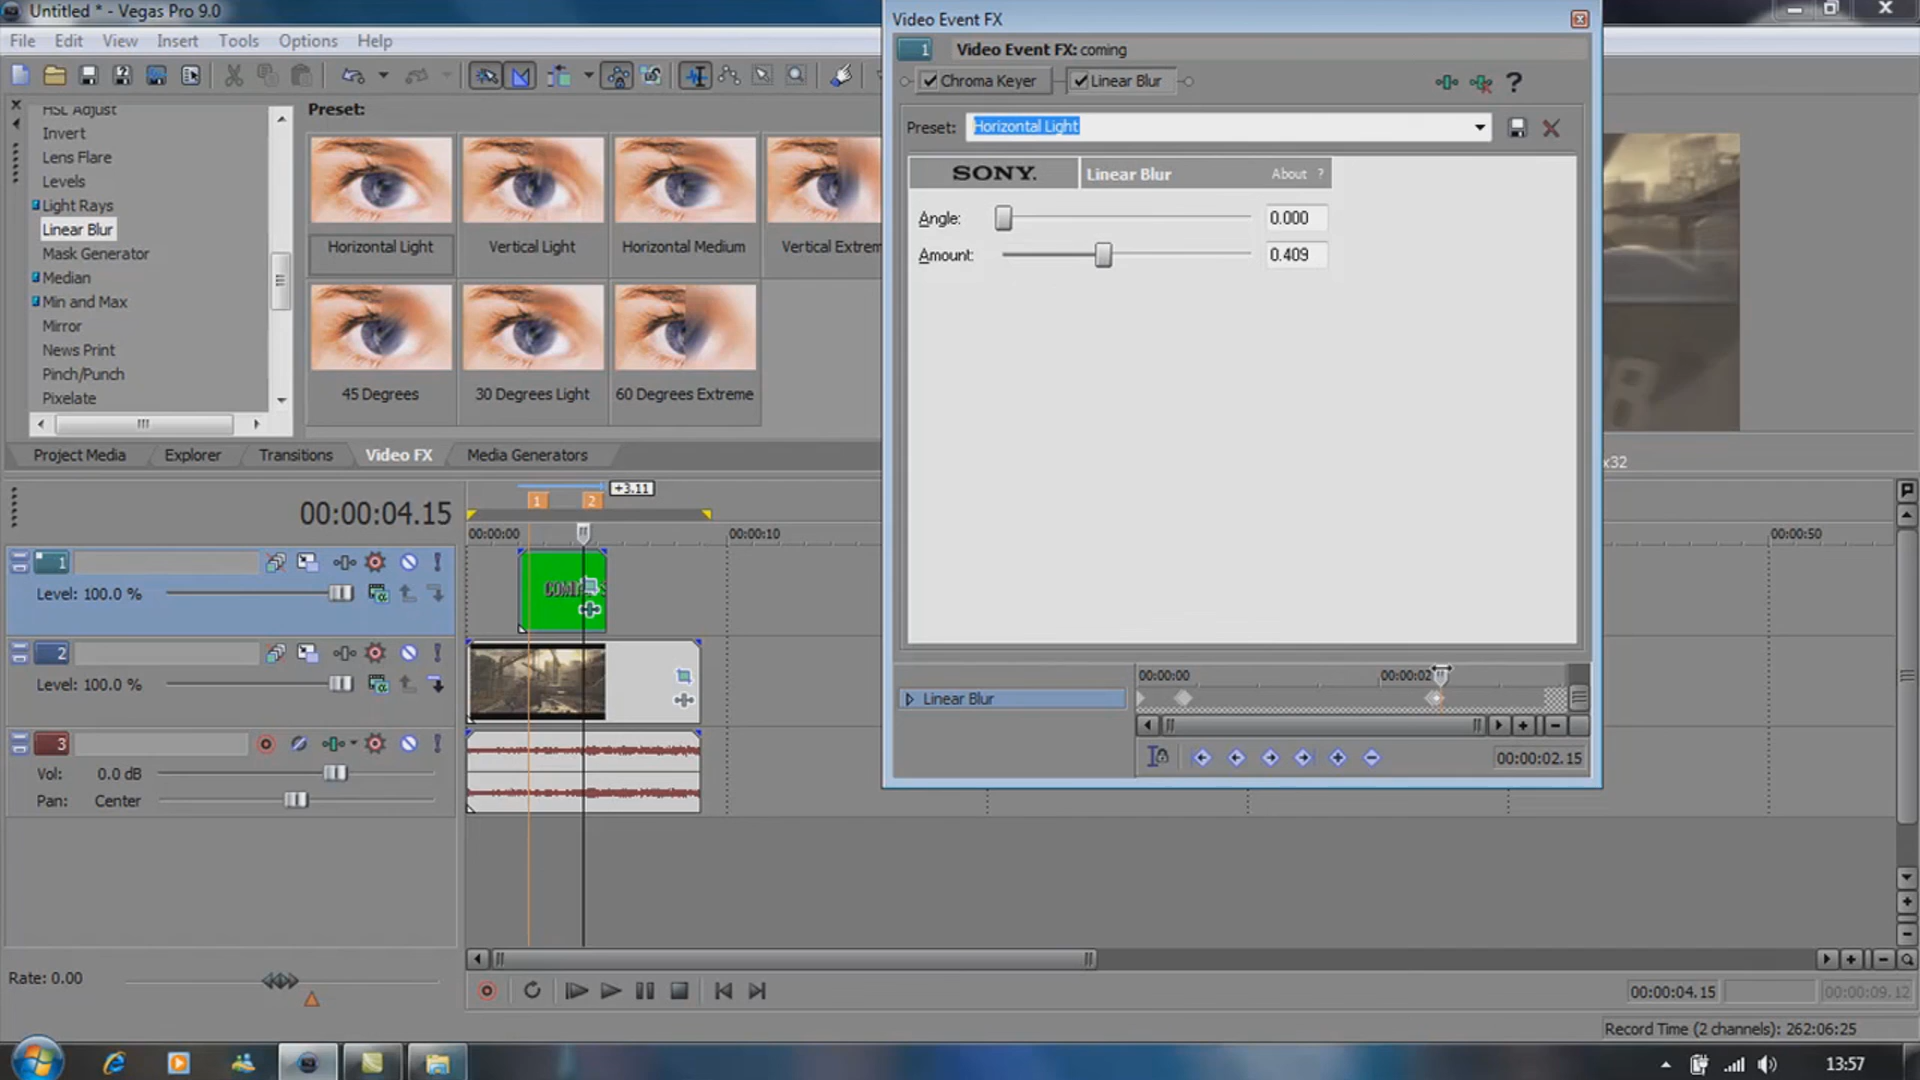 Untitled * - Vegas Pro 9.0
File Edit View Insert Tools Options Help
HSL Adjust
Invert
Lens Flare
Levels
Light Rays
Linear Blur
Mask Generator
Median
Min and Max
Mirror
News Print
Pinch/Punch
Pixelate
Preset:
Horizontal Light
Vertical Light
Horizontal Medium
Vertical Extrem
45 Degrees
30 Degrees Light
60 Degrees Extreme
Project Media Explorer Transitions Video FX Media Generators
Video Event FX
1 Video Event FX: coming
Chroma Keyer Linear Blur
Preset: Horizontal Light
SONY. Linear Blur About ?
Angle: 0.000
Amount: 0.409
00:00:00 00:00:02
Linear Blur
00:00:02.15
x32
1 2 +3.11
00:00:04.15
00:00:00 00:00:10 00:00:50
1
Level: 100.0 %
2
Level: 100.0 %
3
Vol: 0.0 dB
Pan: Center
Rate: 0.00
00:00:04.15 00:00:09.12
Record Time (2 channels): 262:06:25
13:57